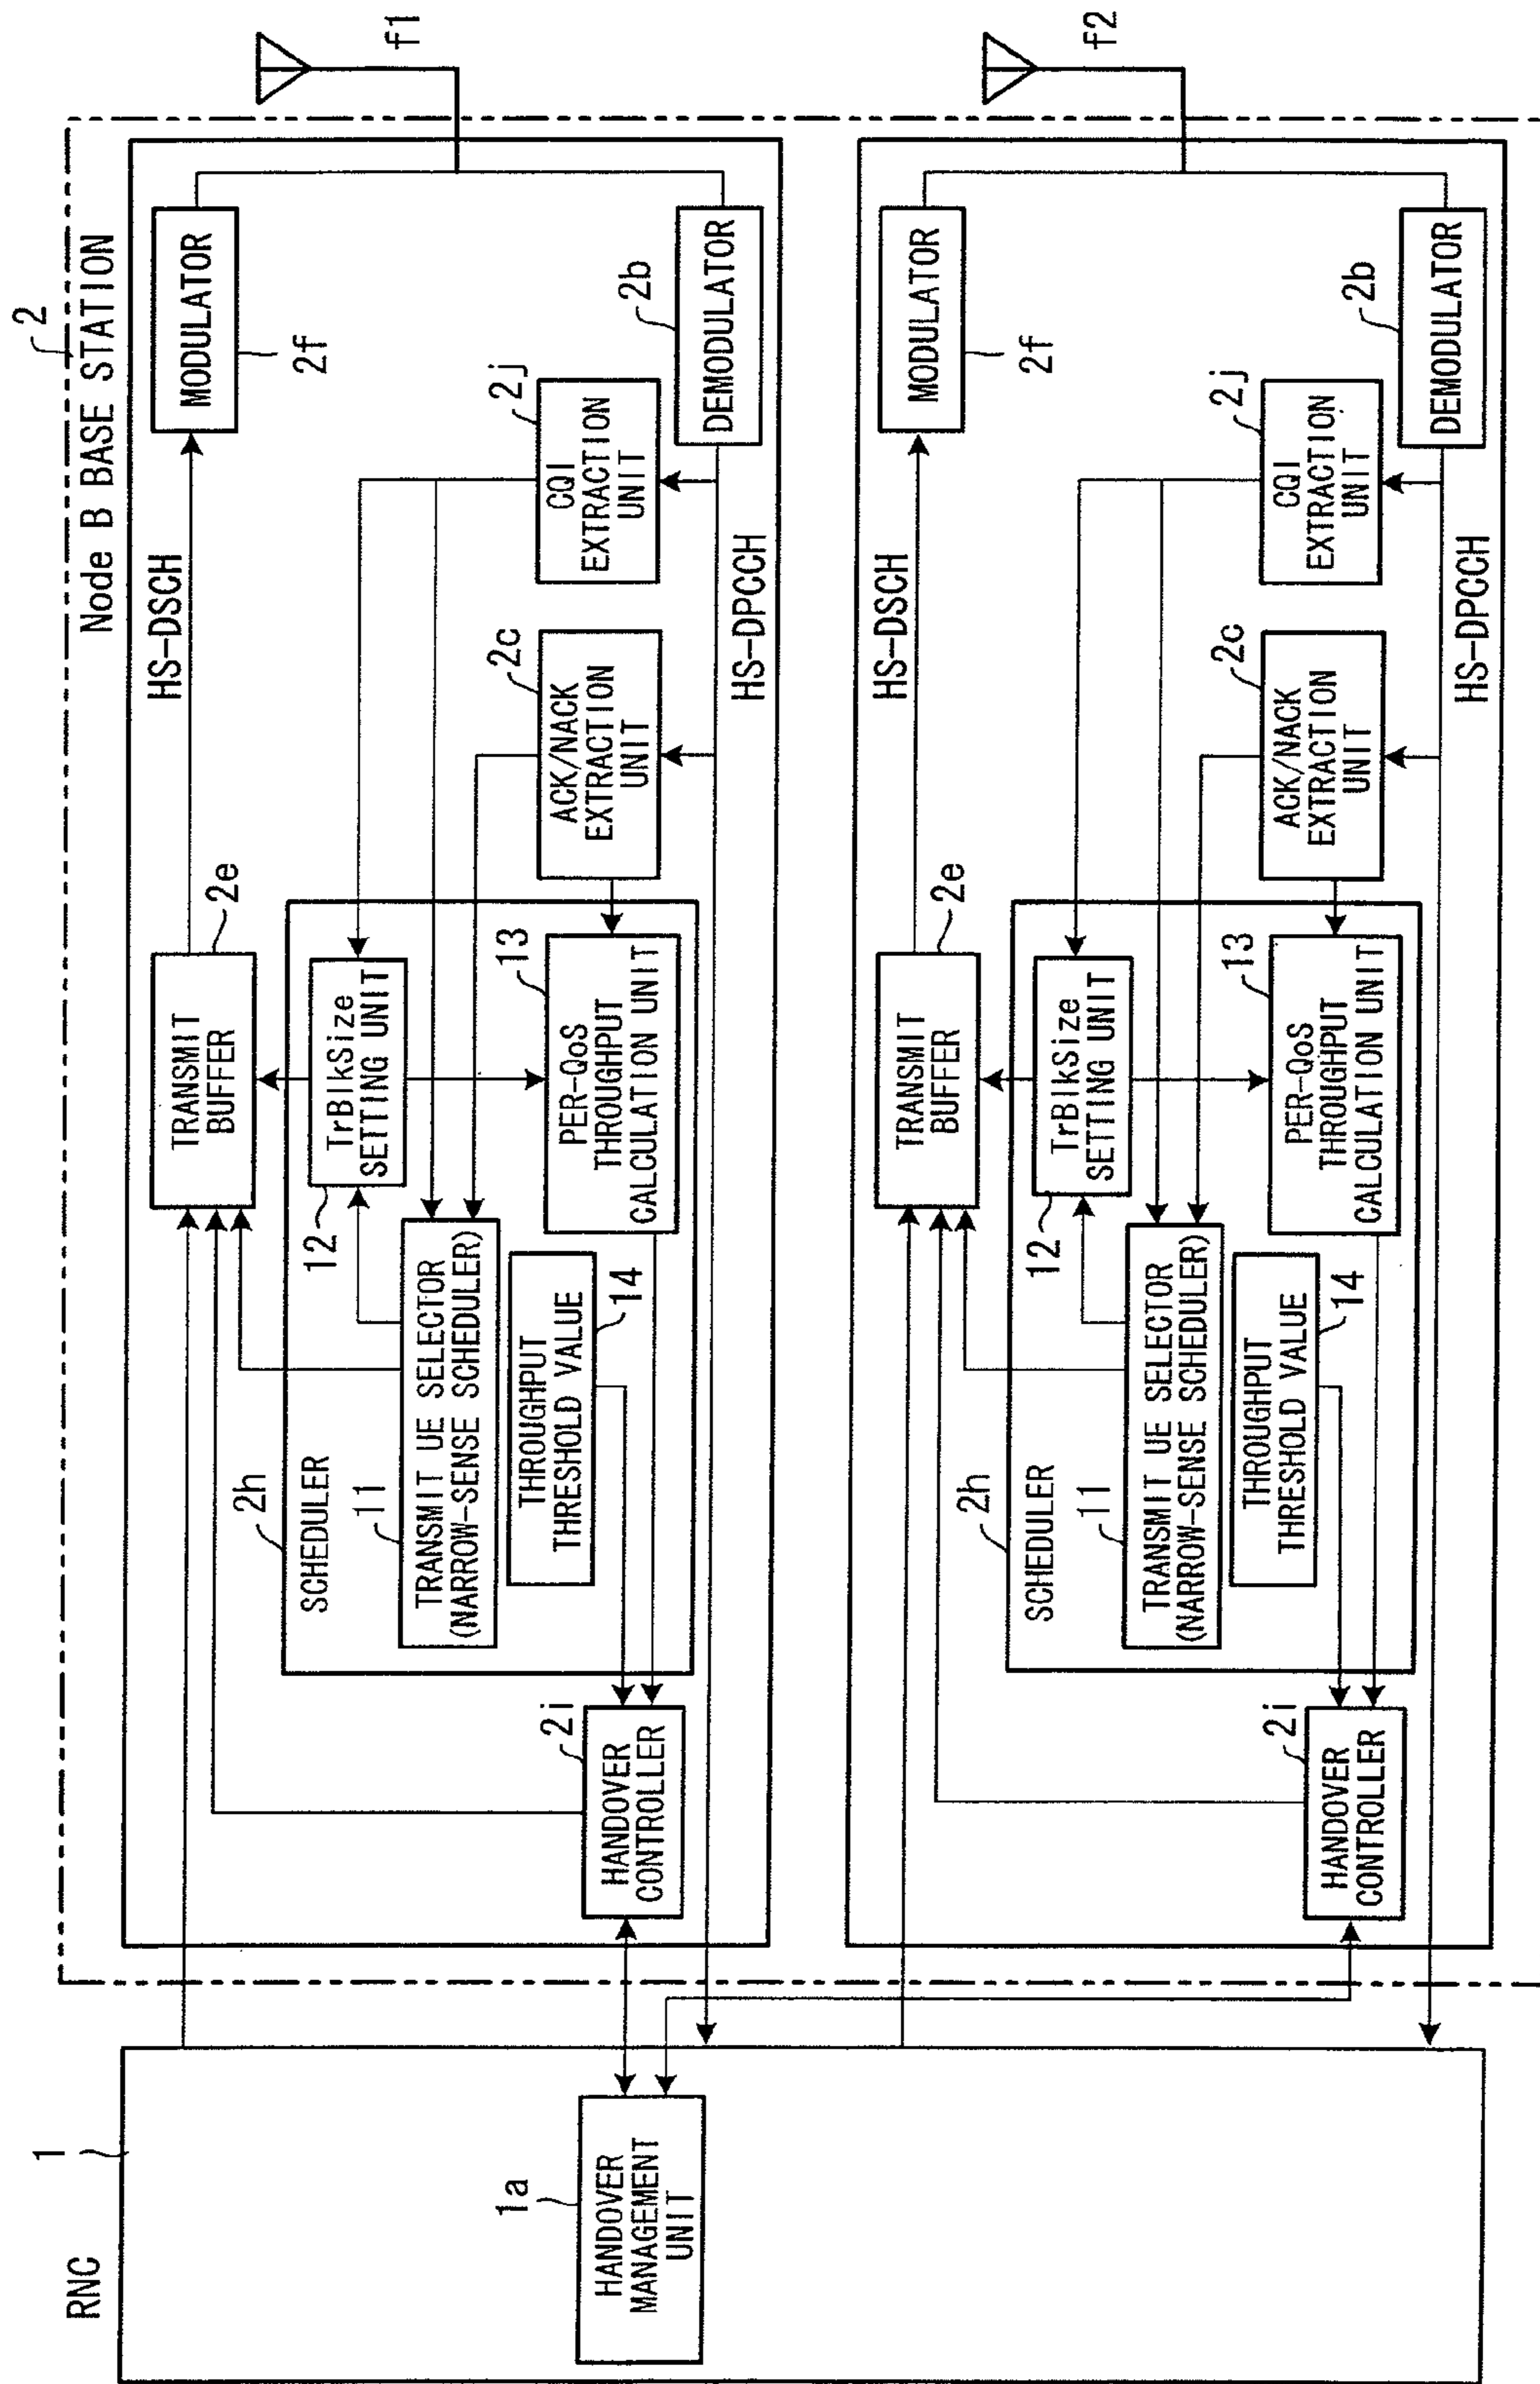 RNC
1
1a
HANDOVER
MANAGEMENT
UNIT
2
Node B BASE STATION
HANDOVER
CONTROLLER
2i
2h
SCHEDULER
11
TRANSMIT UE SELECTOR
(NARROW-SENSE SCHEDULER)
THROUGHPUT
THRESHOLD VALUE
14
12
TrBlkSize
SETTING UNIT
13
PER-QoS
THROUGHPUT
CALCULATION UNIT
TRANSMIT
BUFFER
2e
HS-DSCH
ACK/NACK
EXTRACTION
UNIT
2c
CQI
EXTRACTION
UNIT
2j
HS-DPCCH
MODULATOR
2f
DEMODULATOR
2b
f1
HANDOVER
CONTROLLER
2i
2h
SCHEDULER
11
TRANSMIT UE SELECTOR
(NARROW-SENSE SCHEDULER)
THROUGHPUT
THRESHOLD VALUE
14
12
TrBlkSize
SETTING UNIT
13
PER-QoS
THROUGHPUT
CALCULATION UNIT
TRANSMIT
BUFFER
2e
HS-DSCH
ACK/NACK
EXTRACTION
UNIT
2c
CQI
EXTRACTION
UNIT
2j
HS-DPCCH
MODULATOR
2f
DEMODULATOR
2b
f2